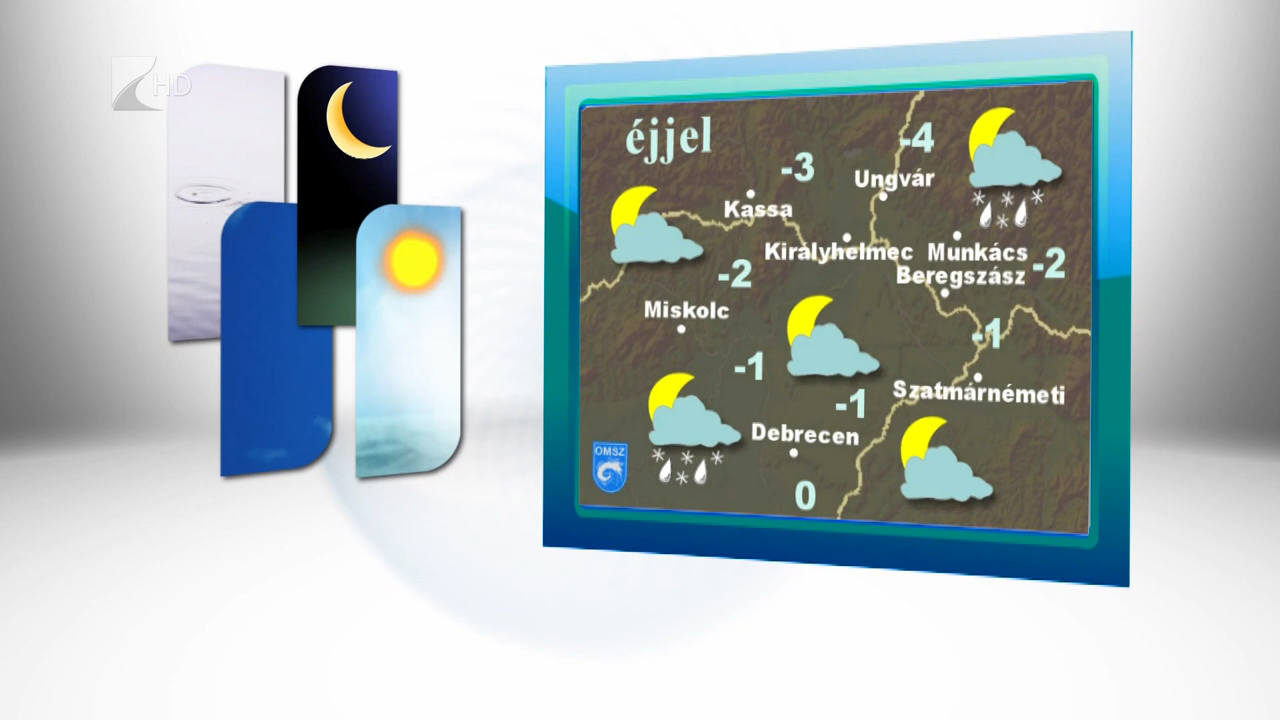 HD
éjjel
-4
-3
Ungvár
Kassa
Királyhelmec
Munkács
-2
Beregszász
-2
Miskolc
-1
-1
Szatmárnémeti
-1
Debrecen
OMSZ
0